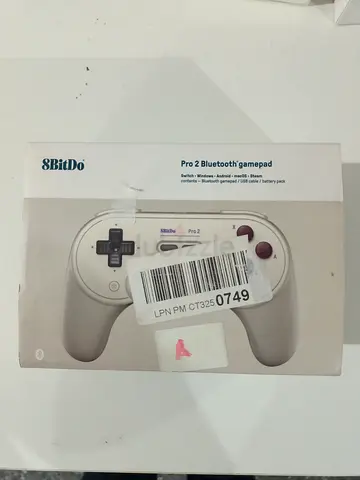 8BitDo
Pro 2 Bluetooth® gamepad
Switch · Windows · Android · macOS · Steam
contents – Bluetooth gamepad / USB cable / battery pack
8BitDo Pro 2
X
A
dubizzle
LPN PM CT325 0749
A